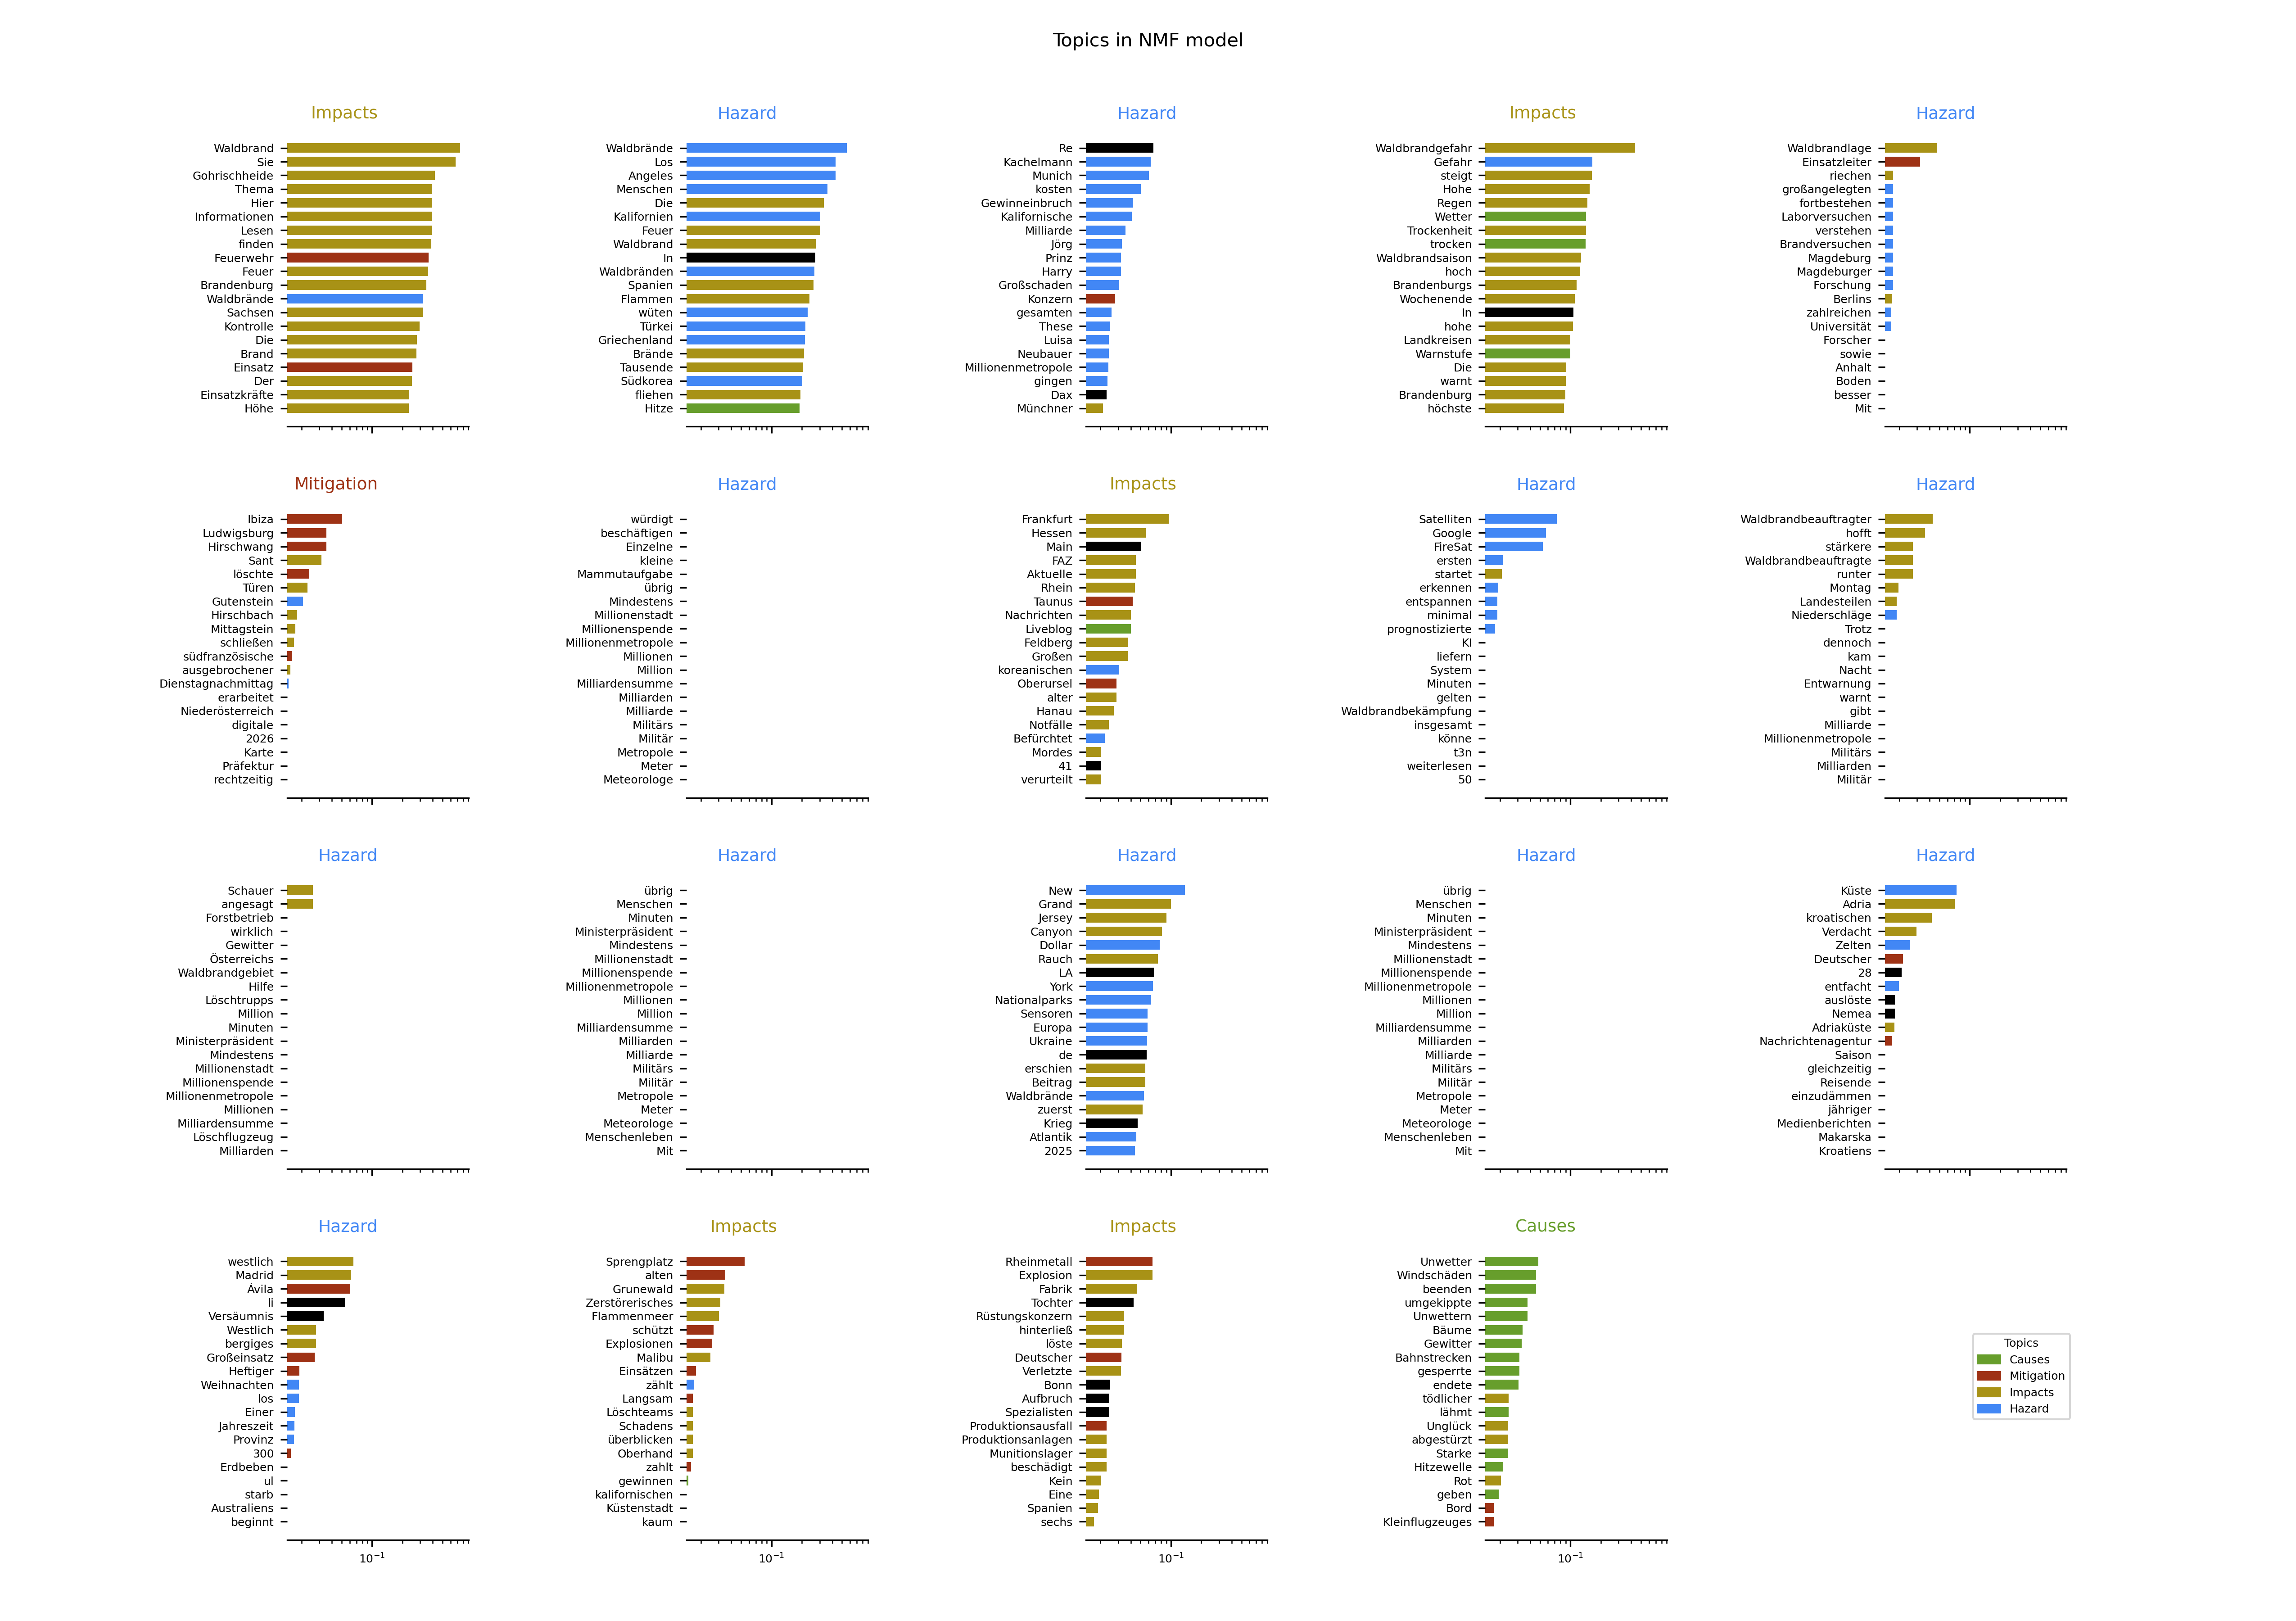 Topics in NMF model
Impacts
Waldbrand
Sie
Gohrischheide
Thema
Hier
Informationen
Lesen
finden
Feuerwehr
Feuer
Brandenburg
Waldbrände
Sachsen
Kontrolle
Die
Brand
Einsatz
Der
Einsatzkräfte
Höhe
Hazard
Waldbrände
Los
Angeles
Menschen
Die
Kalifornien
Feuer
Waldbrand
In
Waldbränden
Spanien
Flammen
wüten
Türkei
Griechenland
Brände
Tausende
Südkorea
fliehen
Hitze
Hazard
Re
Kachelmann
Munich
kosten
Gewinneinbruch
Kalifornische
Milliarde
Jörg
Prinz
Harry
Großschaden
Konzern
gesamten
These
Luisa
Neubauer
Millionenmetropole
gingen
Dax
Münchner
Impacts
Waldbrandgefahr
Gefahr
steigt
Hohe
Regen
Wetter
Trockenheit
trocken
Waldbrandsaison
hoch
Brandenburgs
Wochenende
In
hohe
Landkreisen
Warnstufe
Die
warnt
Brandenburg
höchste
Hazard
Waldbrandlage
Einsatzleiter
riechen
großangelegten
fortbestehen
Laborversuchen
verstehen
Brandversuchen
Magdeburg
Magdeburger
Forschung
Berlins
zahlreichen
Universität
Forscher
sowie
Anhalt
Boden
besser
Mit
Mitigation
Ibiza
Ludwigsburg
Hirschwang
Sant
löschte
Türen
Gutenstein
Hirschbach
Mittagstein
schließen
südfranzösische
ausgebrochener
Dienstagnachmittag
erarbeitet
Niederösterreich
digitale
2026
Karte
Präfektur
rechtzeitig
Hazard
würdigt
beschäftigen
Einzelne
kleine
Mammutaufgabe
übrig
Mindestens
Millionenstadt
Millionenspende
Millionenmetropole
Millionen
Million
Milliardensumme
Milliarden
Milliarde
Militärs
Militär
Metropole
Meter
Meteorologe
Impacts
Frankfurt
Hessen
Main
FAZ
Aktuelle
Rhein
Taunus
Nachrichten
Liveblog
Feldberg
Großen
koreanischen
Oberursel
alter
Hanau
Notfälle
Befürchtet
Mordes
41
verurteilt
Hazard
Satelliten
Google
FireSat
ersten
startet
erkennen
entspannen
minimal
prognostizierte
KI
liefern
System
Minuten
gelten
Waldbrandbekämpfung
insgesamt
könne
t3n
weiterlesen
50
Hazard
Waldbrandbeauftragter
hofft
stärkere
Waldbrandbeauftragte
runter
Montag
Landesteilen
Niederschläge
Trotz
dennoch
kam
Nacht
Entwarnung
warnt
gibt
Milliarde
Millionenmetropole
Militärs
Milliarden
Militär
Hazard
Schauer
angesagt
Forstbetrieb
wirklich
Gewitter
Österreichs
Waldbrandgebiet
Hilfe
Löschtrupps
Million
Minuten
Ministerpräsident
Mindestens
Millionenstadt
Millionenspende
Millionenmetropole
Millionen
Milliardensumme
Löschflugzeug
Milliarden
Hazard
übrig
Menschen
Minuten
Ministerpräsident
Mindestens
Millionenstadt
Millionenspende
Millionenmetropole
Millionen
Million
Milliardensumme
Milliarden
Milliarde
Militärs
Militär
Metropole
Meter
Meteorologe
Menschenleben
Mit
Hazard
New
Grand
Jersey
Canyon
Dollar
Rauch
LA
York
Nationalparks
Sensoren
Europa
Ukraine
de
erschien
Beitrag
Waldbrände
zuerst
Krieg
Atlantik
2025
Hazard
übrig
Menschen
Minuten
Ministerpräsident
Mindestens
Millionenstadt
Millionenspende
Millionenmetropole
Millionen
Million
Milliardensumme
Milliarden
Milliarde
Militärs
Militär
Metropole
Meter
Meteorologe
Menschenleben
Mit
Hazard
Küste
Adria
kroatischen
Verdacht
Zelten
Deutscher
28
entfacht
auslöste
Nemea
Adriaküste
Nachrichtenagentur
Saison
gleichzeitig
Reisende
einzudämmen
jähriger
Medienberichten
Makarska
Kroatiens
Hazard
westlich
Madrid
Ávila
li
Versäumnis
Westlich
bergiges
Großeinsatz
Heftiger
Weihnachten
los
Einer
Jahreszeit
Provinz
300
Erdbeben
ul
starb
Australiens
beginnt
10⁻¹
Impacts
Sprengplatz
alten
Grunewald
Zerstörerisches
Flammenmeer
schützt
Explosionen
Malibu
Einsätzen
zählt
Langsam
Löschteams
Schadens
überblicken
Oberhand
zahlt
gewinnen
kalifornischen
Küstenstadt
kaum
10⁻¹
Impacts
Rheinmetall
Explosion
Fabrik
Tochter
Rüstungskonzern
hinterließ
löste
Deutscher
Verletzte
Bonn
Aufbruch
Spezialisten
Produktionsausfall
Produktionsanlagen
Munitionslager
beschädigt
Kein
Eine
Spanien
sechs
10⁻¹
Causes
Unwetter
Windschäden
beenden
umgekippte
Unwettern
Bäume
Gewitter
Bahnstrecken
gesperrte
endete
tödlicher
lähmt
Unglück
abgestürzt
Starke
Hitzewelle
Rot
geben
Bord
Kleinflugzeuges
10⁻¹
Topics
Causes
Mitigation
Impacts
Hazard